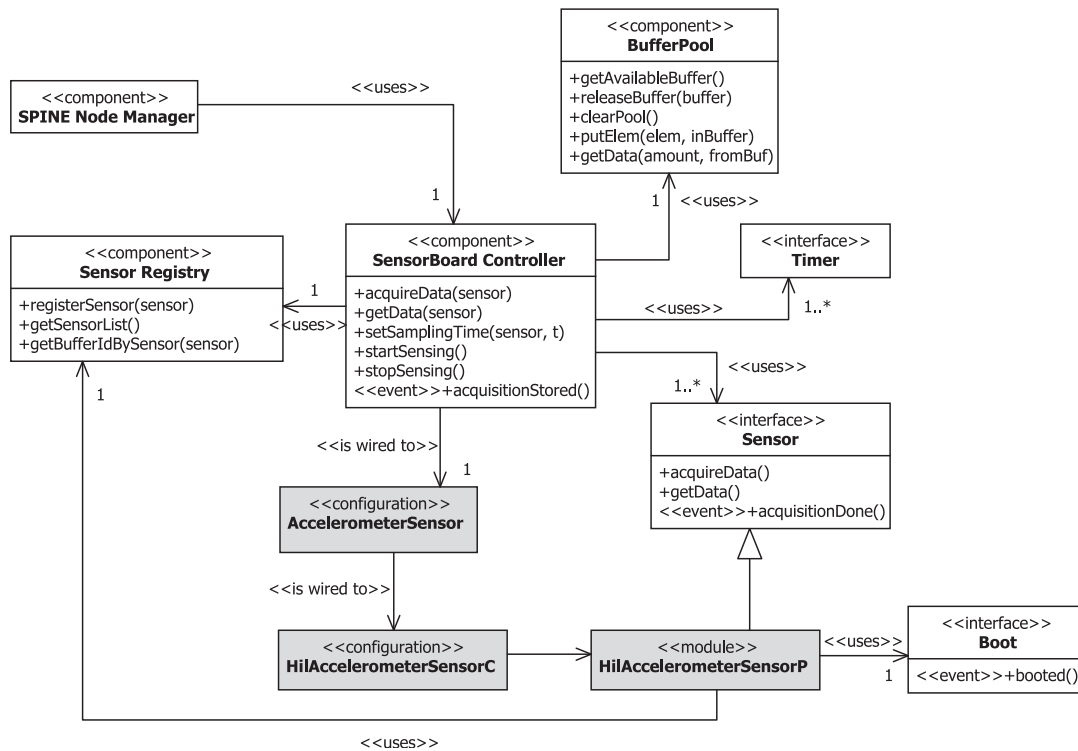 <<component>>
BufferPool
+getAvailableBuffer()
+releaseBuffer(buffer)
+clearPool()
+putElem(elem, inBuffer)
+getData(amount, fromBuf)
<<component>>
SPINE Node Manager
<<uses>>
1
1
<<uses>>
<<component>>
Sensor Registry
+registerSensor(sensor)
+getSensorList()
+getBufferIdBySensor(sensor)
1
<<uses>>
<<component>>
SensorBoard Controller
+acquireData(sensor)
+getData(sensor)
+setSamplingTime(sensor, t)
+startSensing()
+stopSensing()
<<event>>+acquisitionStored()
<<interface>>
Timer
<<uses>>
1..*
<<uses>>
1..*
1
<<interface>>
Sensor
+acquireData()
+getData()
<<event>>+acquisitionDone()
<<is wired to>>
1
<<configuration>>
AccelerometerSensor
<<is wired to>>
<<configuration>>
HilAccelerometerSensorC
<<module>>
HilAccelerometerSensorP
<<uses>>
1
<<interface>>
Boot
<<event>>+booted()
<<uses>>